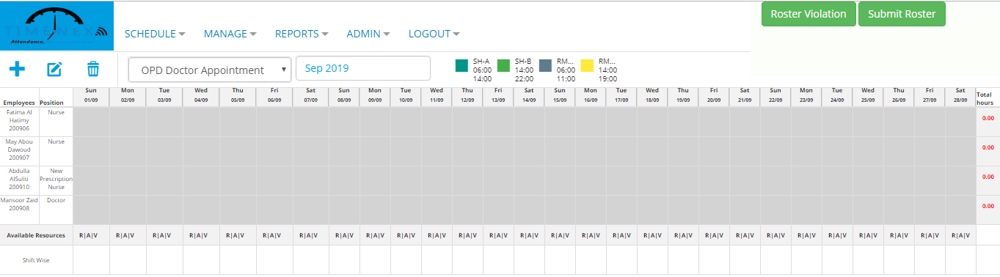 Roster Violation Submit Roster
TIMENEX
Attendance.
SCHEDULE MANAGE REPORTS ADMIN LOGOUT
OPD Doctor Appointment Sep 2019
SH-A SH-B RM... RM...
06:00 14:00 06:00 14:00
14:00 22:00 11:00 19:00
Sun Mon Tue Wed Thu Fri Sat Sun Mon Tue Wed Thu Fri Sat Sun Mon Tue Wed Thu Fri Sat Sun Mon Tue Wed Thu Fri Sat
01/09 02/09 03/09 04/09 05/09 06/09 07/09 08/09 09/09 10/09 11/09 12/09 13/09 14/09 15/09 16/09 17/09 18/09 19/09 20/09 21/09 22/09 23/09 24/09 25/09 26/09 27/09 28/09
Employees Position Total hours
Fatima Al Nurse
Hatimy 0.00
200906
May Abou Nurse
Dawoud 0.00
200907
Abdulla New
AlSuliti Prescription 0.00
200910 Nurse
Mansoor Zaid Doctor
200908 0.00
Available Resources R|A|V R|A|V R|A|V R|A|V R|A|V R|A|V R|A|V R|A|V R|A|V R|A|V R|A|V R|A|V R|A|V R|A|V R|A|V R|A|V R|A|V R|A|V R|A|V R|A|V R|A|V R|A|V R|A|V R|A|V R|A|V R|A|V R|A|V R|A|V
Shift Wise